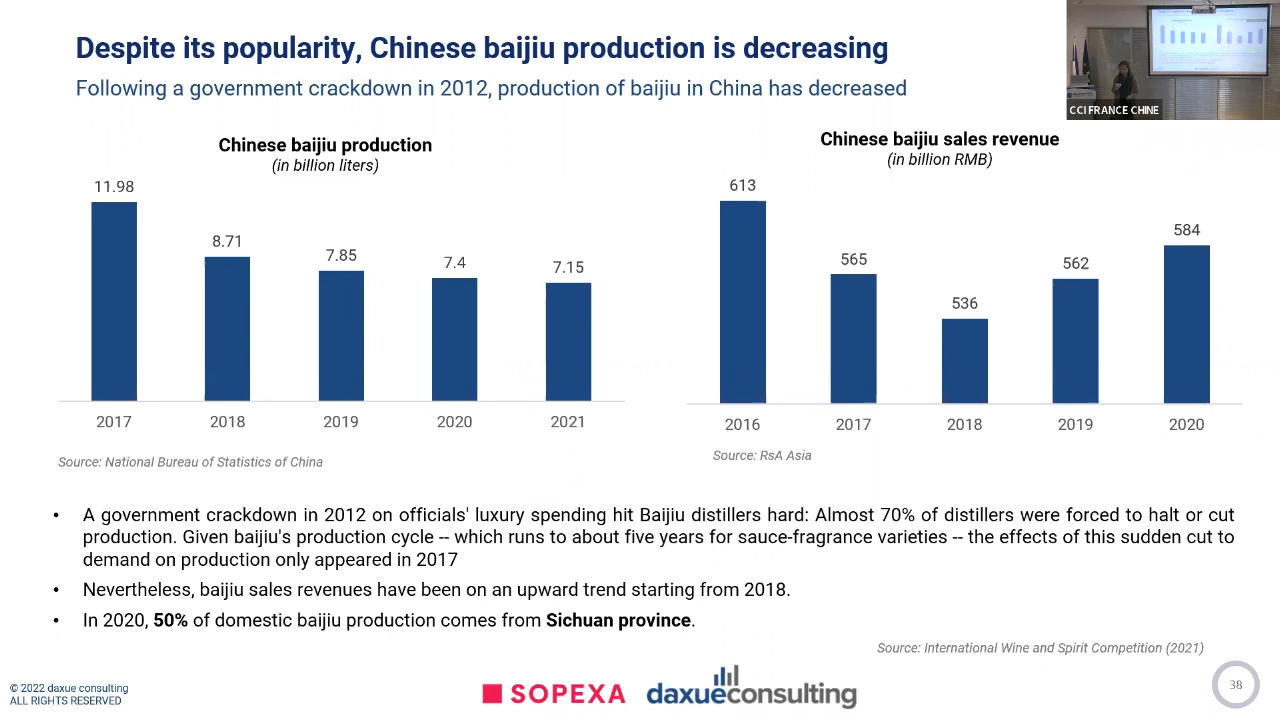 Despite its popularity, Chinese baijiu production is decreasing
Following a government crackdown in 2012, production of baijiu in China has decreased
CCI FRANCE CHINE
Chinese baijiu production
(in billion liters)
11.98
8.71
7.85
7.4
7.15
2017
2018
2019
2020
2021
Source: National Bureau of Statistics of China
Chinese baijiu sales revenue
(in billion RMB)
613
565
536
562
584
2016
2017
2018
2019
2020
Source: RsA Asia
• A government crackdown in 2012 on officials' luxury spending hit Baijiu distillers hard: Almost 70% of distillers were forced to halt or cut
production. Given baijiu's production cycle -- which runs to about five years for sauce-fragrance varieties -- the effects of this sudden cut to
demand on production only appeared in 2017
• Nevertheless, baijiu sales revenues have been on an upward trend starting from 2018.
• In 2020, 50% of domestic baijiu production comes from Sichuan province.
Source: International Wine and Spirit Competition (2021)
© 2022 daxue consulting
ALL RIGHTS RESERVED
SOPEXA
daxueconsulting
38